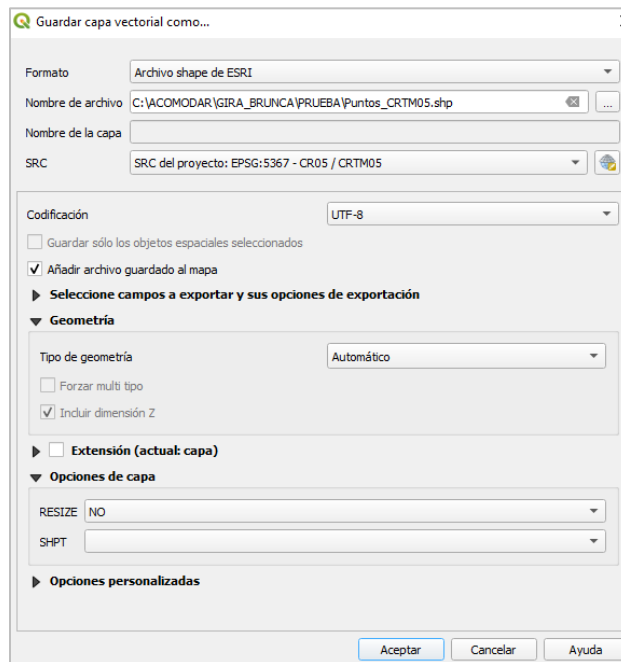 Guardar capa vectorial como...
Formato Archivo shape de ESRI
Nombre de archivo C:\ACOMODAR\GIRA_BRUNCA\PRUEBA\Puntos_CRTM05.shp ...
Nombre de la capa
SRC SRC del proyecto: EPSG:5367 - CR05 / CRTM05
Codificación UTF-8
Guardar sólo los objetos espaciales seleccionados
Añadir archivo guardado al mapa
Seleccione campos a exportar y sus opciones de exportación
Geometría
Tipo de geometría Automático
Forzar multi tipo
Incluir dimensión Z
Extensión (actual: capa)
Opciones de capa
RESIZE NO
SHPT
Opciones personalizadas
Aceptar Cancelar Ayuda